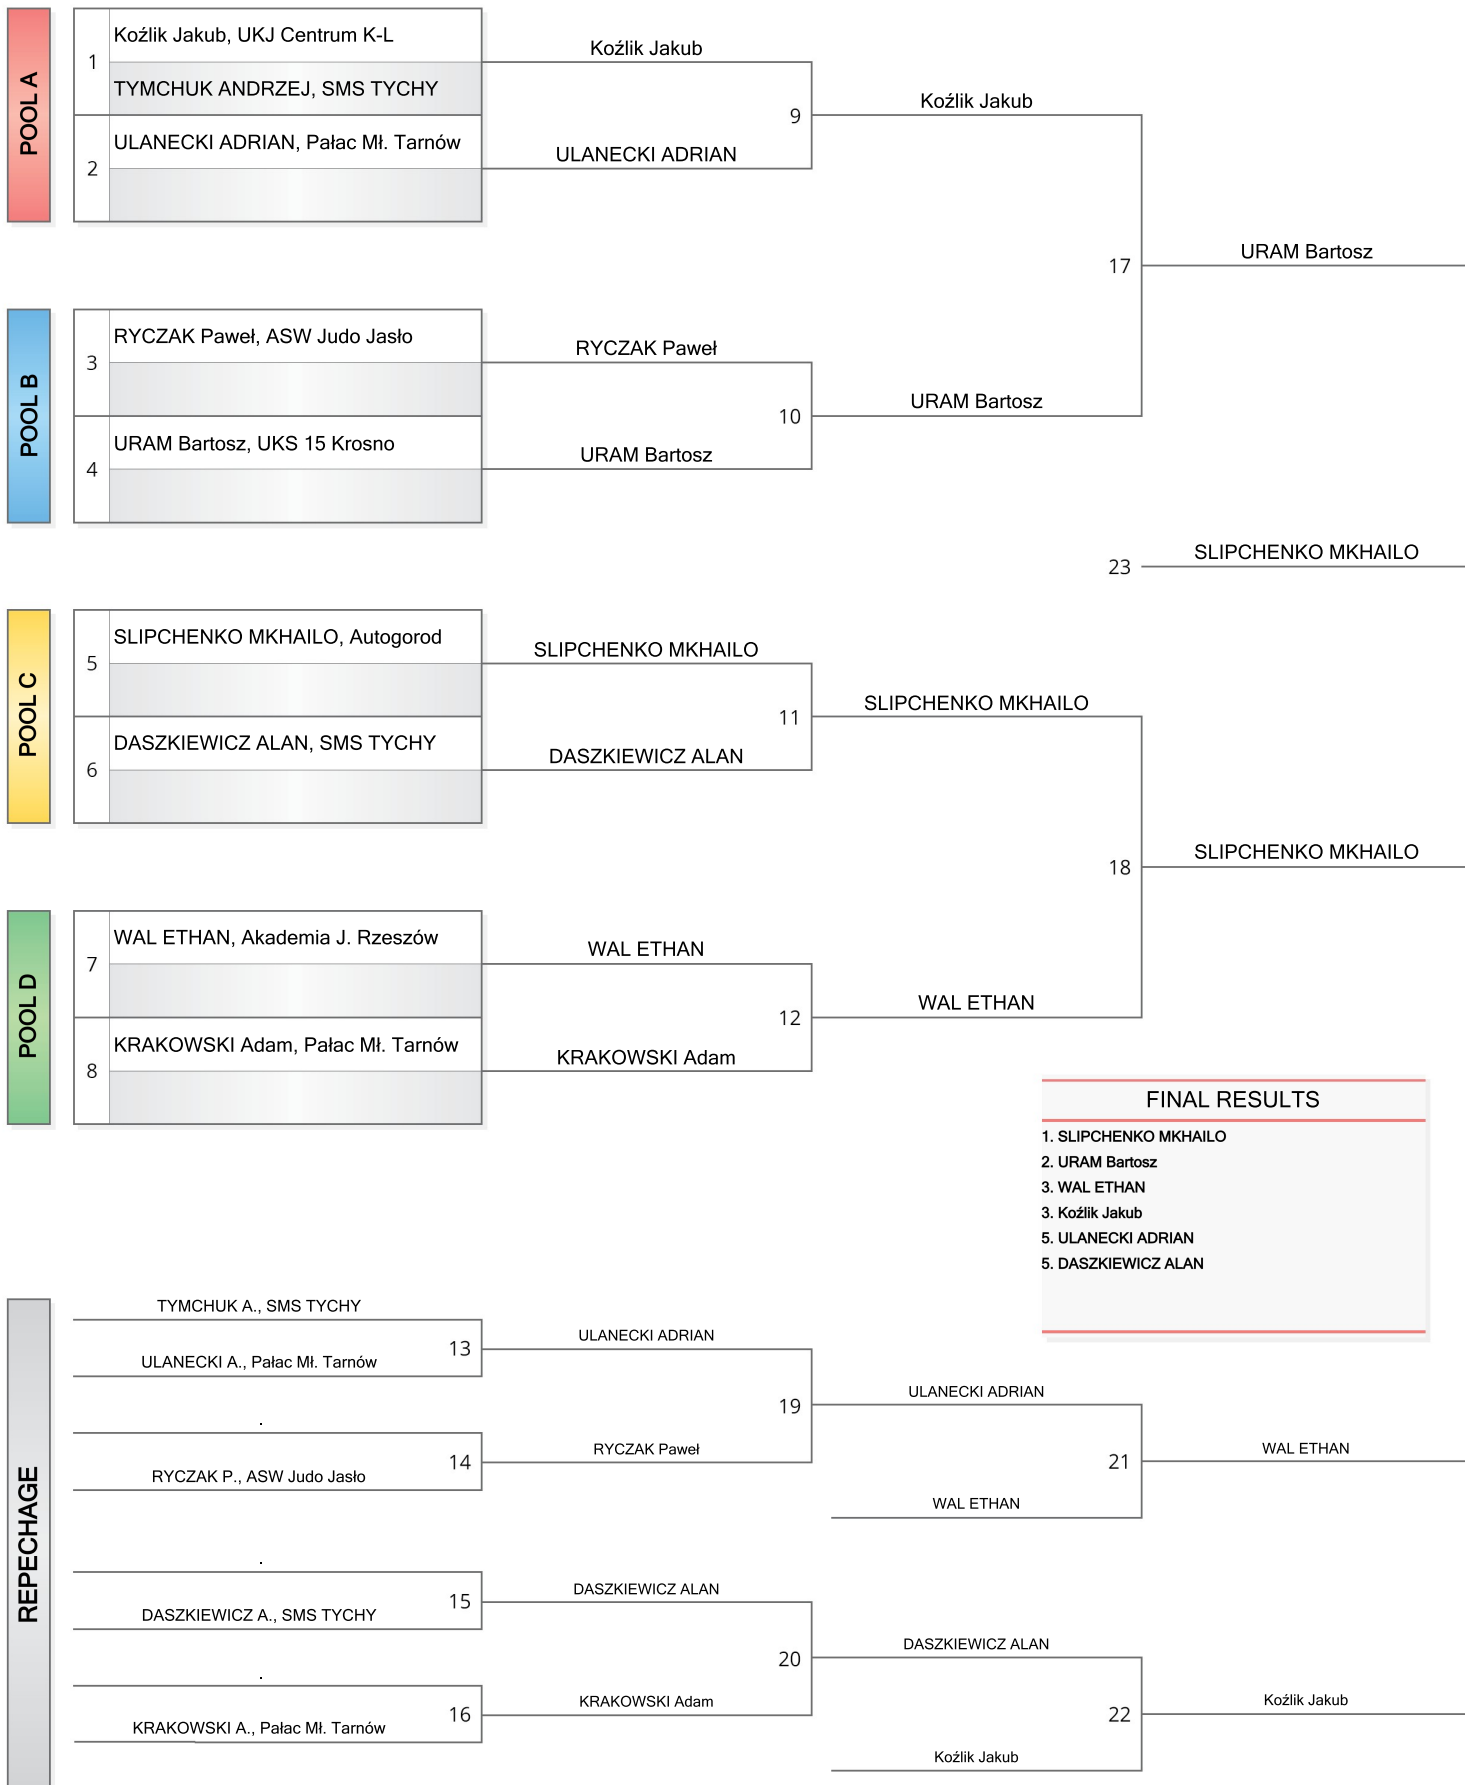 POOL A
1
Koźlik Jakub, UKJ Centrum K-L
TYMCHUK ANDRZEJ, SMS TYCHY
2
ULANECKI ADRIAN, Pałac Mł. Tarnów
Koźlik Jakub
ULANECKI ADRIAN
9
Koźlik Jakub
17
URAM Bartosz
POOL B
3
RYCZAK Paweł, ASW Judo Jasło
4
URAM Bartosz, UKS 15 Krosno
RYCZAK Paweł
URAM Bartosz
10
URAM Bartosz
23
SLIPCHENKO MKHAILO
POOL C
5
SLIPCHENKO MKHAILO, Autogorod
6
DASZKIEWICZ ALAN, SMS TYCHY
SLIPCHENKO MKHAILO
DASZKIEWICZ ALAN
11
SLIPCHENKO MKHAILO
18
SLIPCHENKO MKHAILO
POOL D
7
WAL ETHAN, Akademia J. Rzeszów
8
KRAKOWSKI Adam, Pałac Mł. Tarnów
WAL ETHAN
KRAKOWSKI Adam
12
WAL ETHAN
FINAL RESULTS
1. SLIPCHENKO MKHAILO
2. URAM Bartosz
3. WAL ETHAN
3. Koźlik Jakub
5. ULANECKI ADRIAN
5. DASZKIEWICZ ALAN
REPECHAGE
TYMCHUK A., SMS TYCHY
13
ULANECKI A., Pałac Mł. Tarnów
.
14
RYCZAK P., ASW Judo Jasło
ULANECKI ADRIAN
19
RYCZAK Paweł
ULANECKI ADRIAN
21
WAL ETHAN
WAL ETHAN
.
15
DASZKIEWICZ A., SMS TYCHY
.
16
KRAKOWSKI A., Pałac Mł. Tarnów
DASZKIEWICZ ALAN
20
KRAKOWSKI Adam
DASZKIEWICZ ALAN
22
Koźlik Jakub
Koźlik Jakub